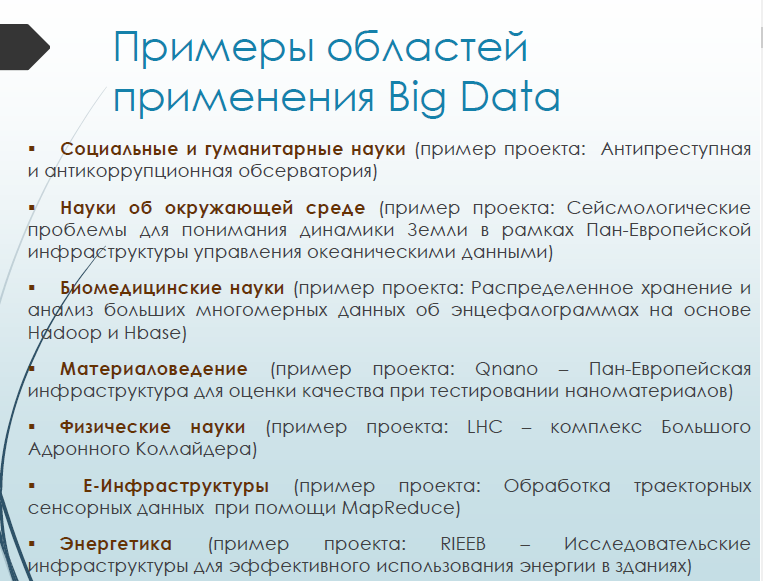 Примеры областей
применения Big Data
▪ Социальные и гуманитарные науки (пример проекта: Антипреступная
и антикоррупционная обсерватория)
▪ Науки об окружающей среде (пример проекта: Сейсмологические
проблемы для понимания динамики Земли в рамках Пан-Европейской
инфраструктуры управления океаническими данными)
▪ Биомедицинские науки (пример проекта: Распределенное хранение и
анализ больших многомерных данных об энцефалограммах на основе
Hadoop и Hbase)
▪ Материаловедение (пример проекта: Qnano – Пан-Европейская
инфраструктура для оценки качества при тестировании наноматериалов)
▪ Физические науки (пример проекта: LHC – комплекс Большого
Адронного Коллайдера)
▪ Е-Инфраструктуры (пример проекта: Обработка траекторных
сенсорных данных при помощи MapReduce)
▪ Энергетика (пример проекта: RIEEB – Исследовательские
инфраструктуры для эффективного использования энергии в зданиях)